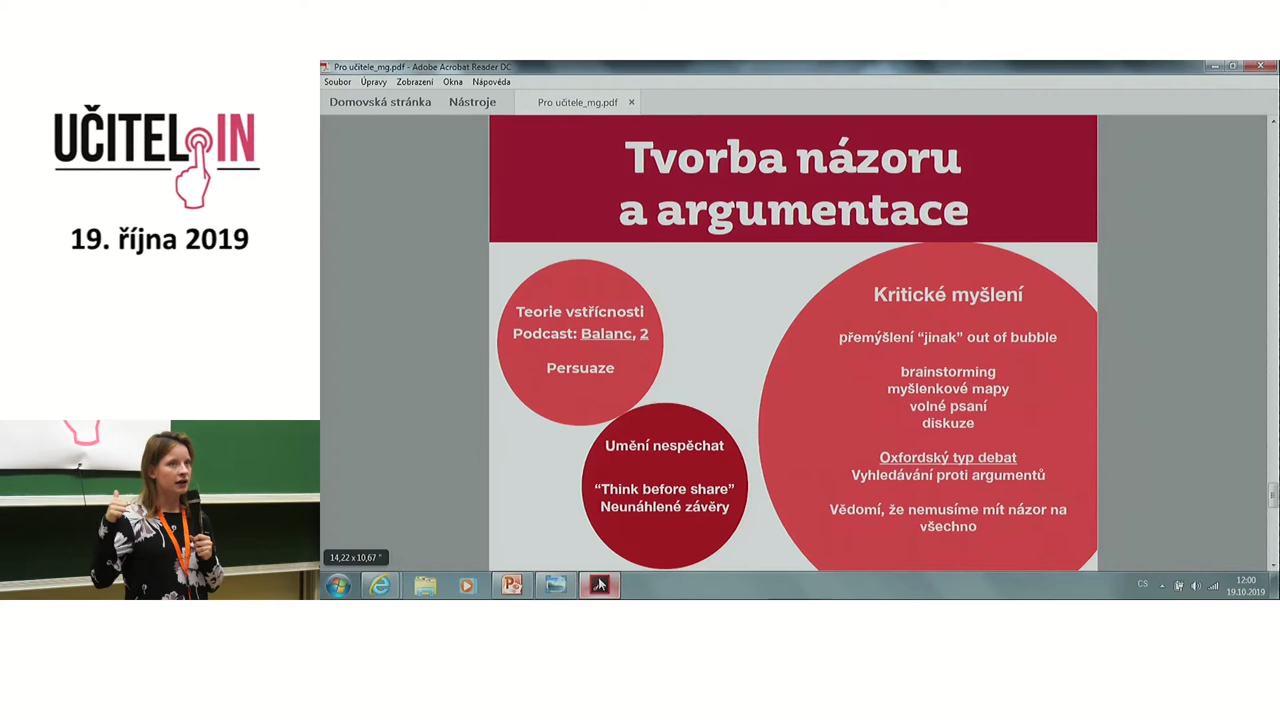 UČITEL IN
19. října 2019
Pro učitele_mg.pdf - Adobe Acrobat Reader DC
Soubor Úpravy Zobrazení Okna Nápověda
Domovská stránka Nástroje Pro učitele_mg.pdf ×
Tvorba názoru
a argumentace
Teorie vstřícnosti
Podcast: Balanc, 2
Persuaze
Umění nespěchat
“Think before share”
Neunáhlené závěry
Kritické myšlení
přemýšlení “jinak” out of bubble
brainstorming
myšlenkové mapy
volné psaní
diskuze
Oxfordský typ debat
Vyhledávání proti argumentů
Vědomí, že nemusíme mít názor na
všechno
14,22 x 10,67 "
CS
12:00
19.10.2019